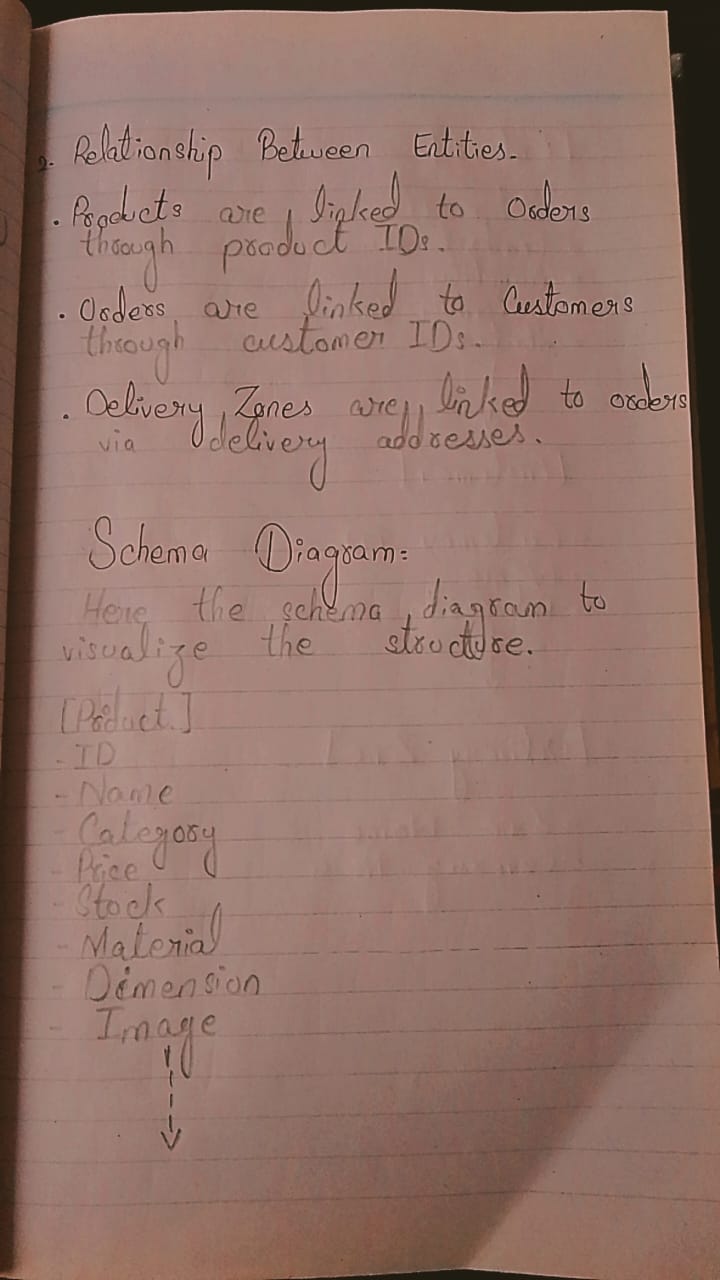 2. Relationship Between Entities.
. Products are linked to Orders
through product IDs.
. Orders are linked to Customers
through customer IDs.
. Delivery Zones are linked to orders
via delivery addresses.
Schema Diagram:
Here the schema diagram to
visualize the structure.
[Product]
- ID
- Name
- Category
- Price
- Stock
- Material
- Dimension
- Image